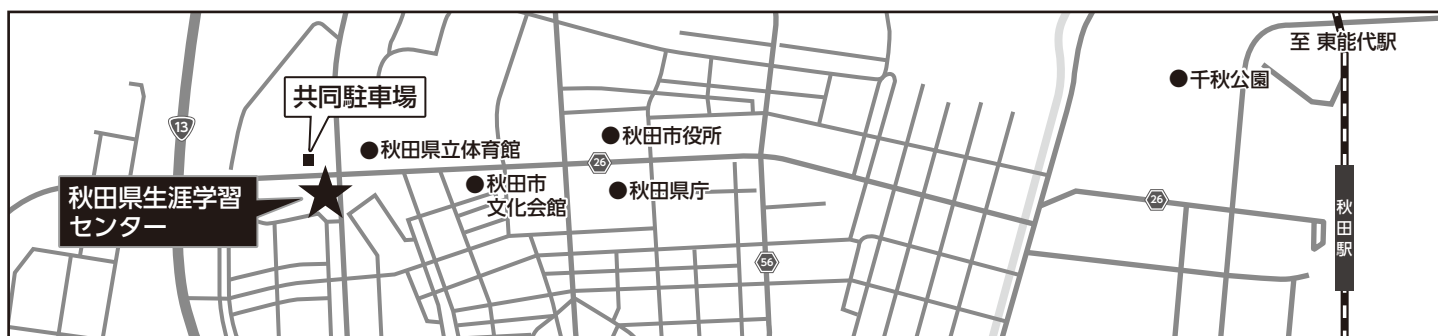 至 東能代駅
●千秋公園
共同駐車場
13
●秋田県立体育館
●秋田市役所
26
秋田県生涯学習
センター
●秋田市
文化会館
●秋田県庁
26
秋田駅
56